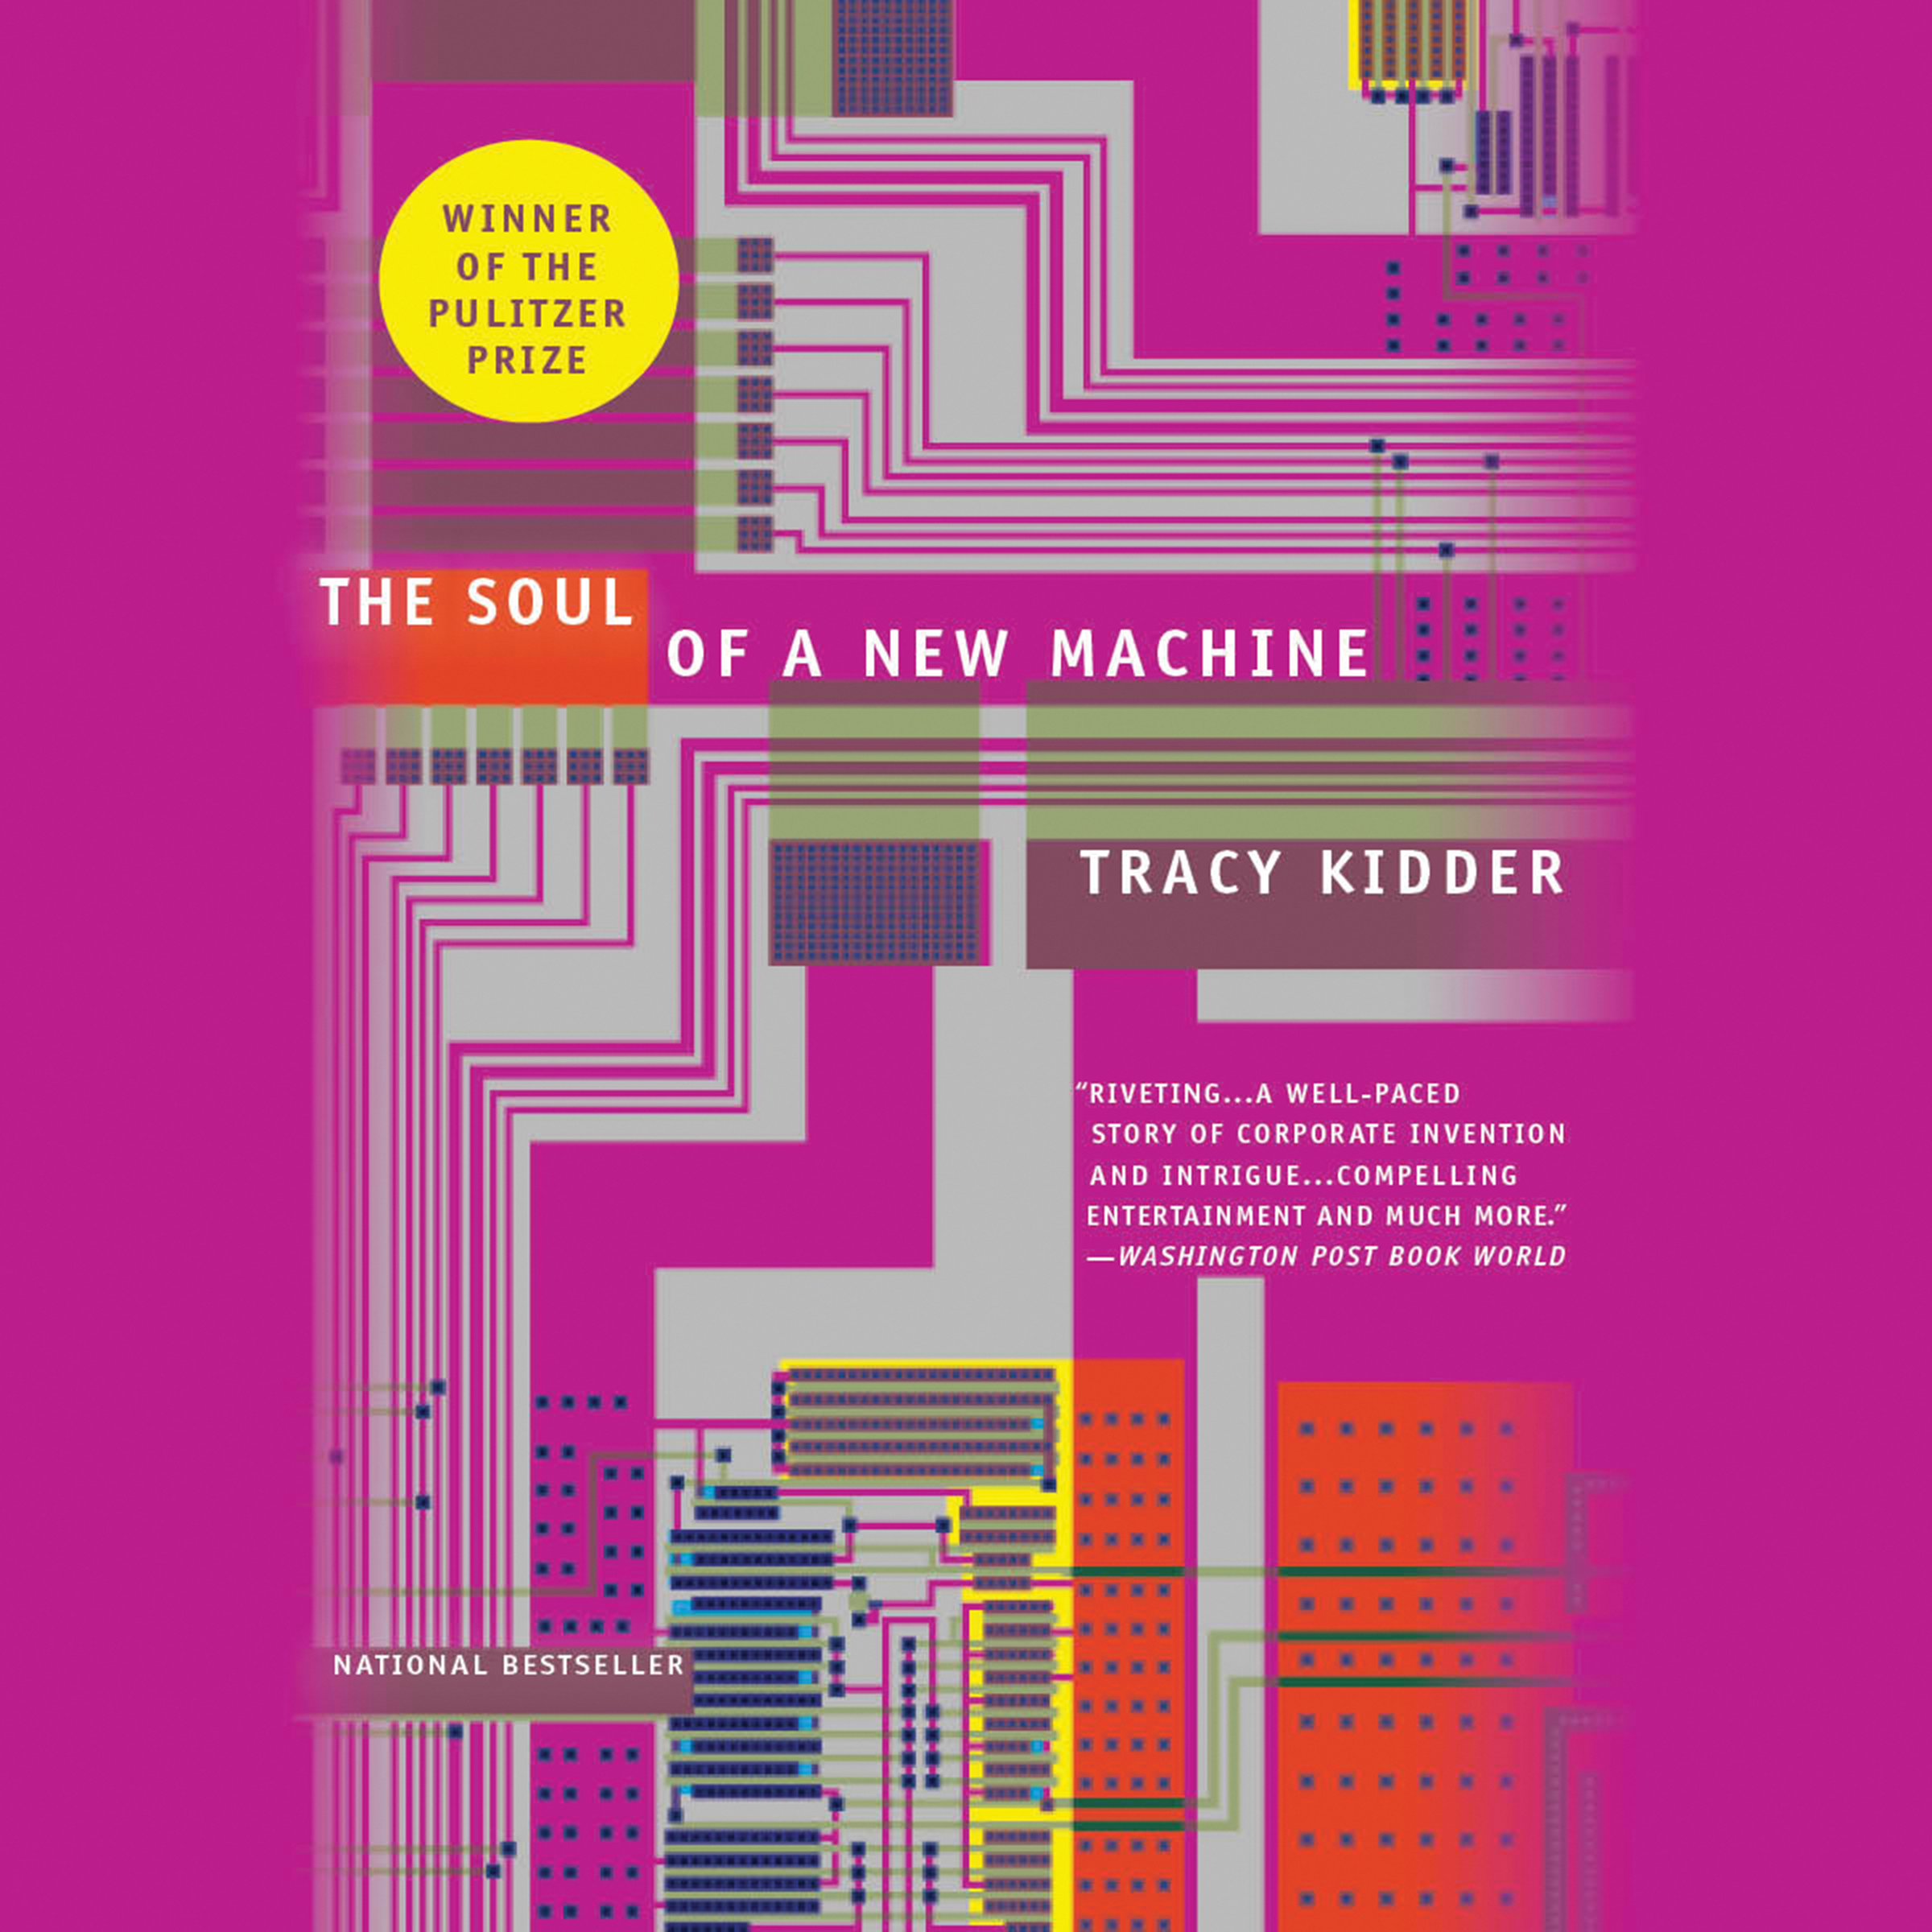 WINNER
OF THE
PULITZER
PRIZE
THE SOUL
OF A NEW MACHINE
TRACY KIDDER
“RIVETING...A WELL-PACED
STORY OF CORPORATE INVENTION
AND INTRIGUE...COMPELLING
ENTERTAINMENT AND MUCH MORE.”
—WASHINGTON POST BOOK WORLD
NATIONAL BESTSELLER